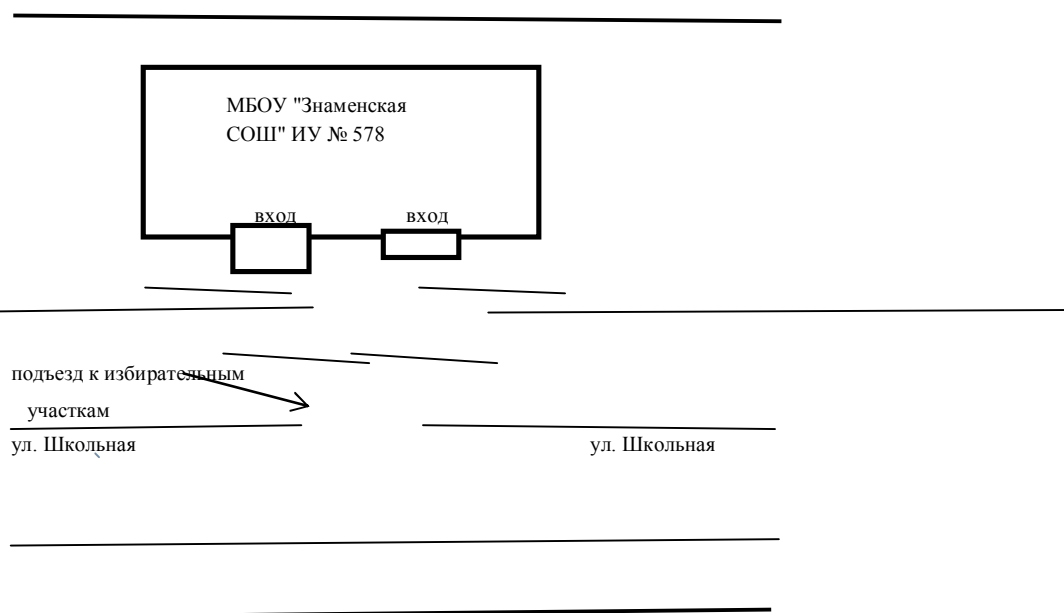 МБОУ "Знаменская
СОШ" ИУ № 578
вход вход
подъезд к избирательным
участкам
ул. Школьная ул. Школьная